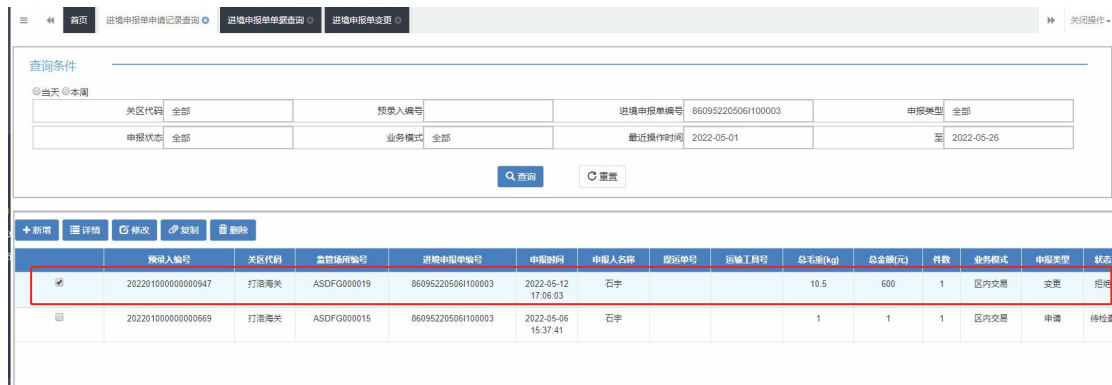 首页 进境申报单申请记录查询 进境申报单单据查询 进境申报单变更 关闭操作
查询条件
当天 本周
关区代码 全部 预录入编号 进境申报单编号 86095220506I100003 申报类型 全部
申报状态 全部 业务模式 全部 最近操作时间 2022-05-01 至 2022-05-26
查询 重置
新增 详情 修改 复制 删除
预录入编号 关区代码 监管场所编号 进境申报单编号 申报时间 申报人名称 提运单号 运输工具号 总毛重(kg) 总金额(元) 件数 业务模式 申报类型 状态
202201000000000947 打洛海关 ASDFG000019 86095220506I100003 2022-05-12 17:06:03 石宇 10.5 600 1 区内交易 变更 拒绝
202201000000000669 打洛海关 ASDFG000015 86095220506I100003 2022-05-06 15:37:41 石宇 1 1 1 区内交易 申请 待检查